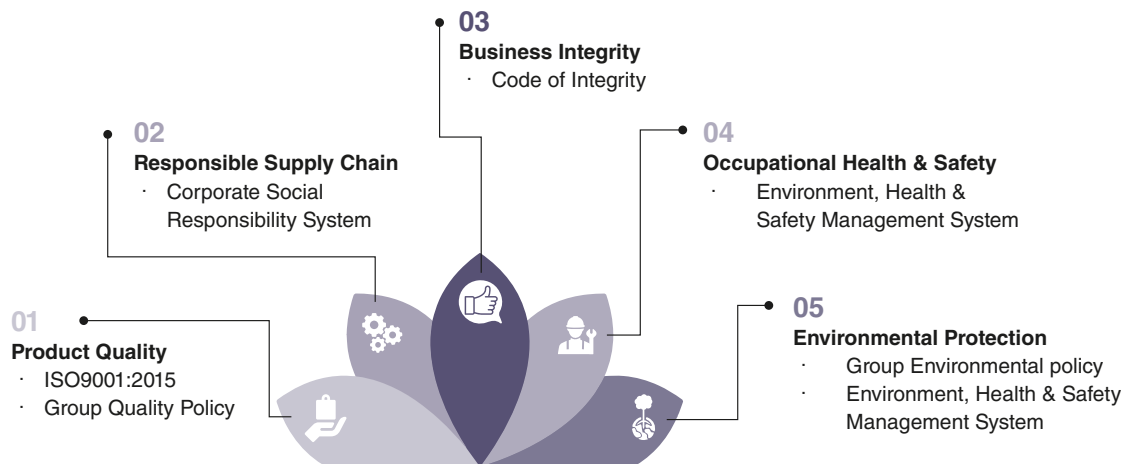 01
Product Quality
· ISO9001:2015
· Group Quality Policy
02
Responsible Supply Chain
· Corporate Social
Responsibility System
03
Business Integrity
· Code of Integrity
04
Occupational Health & Safety
· Environment, Health &
Safety Management System
05
Environmental Protection
· Group Environmental policy
· Environment, Health & Safety
Management System